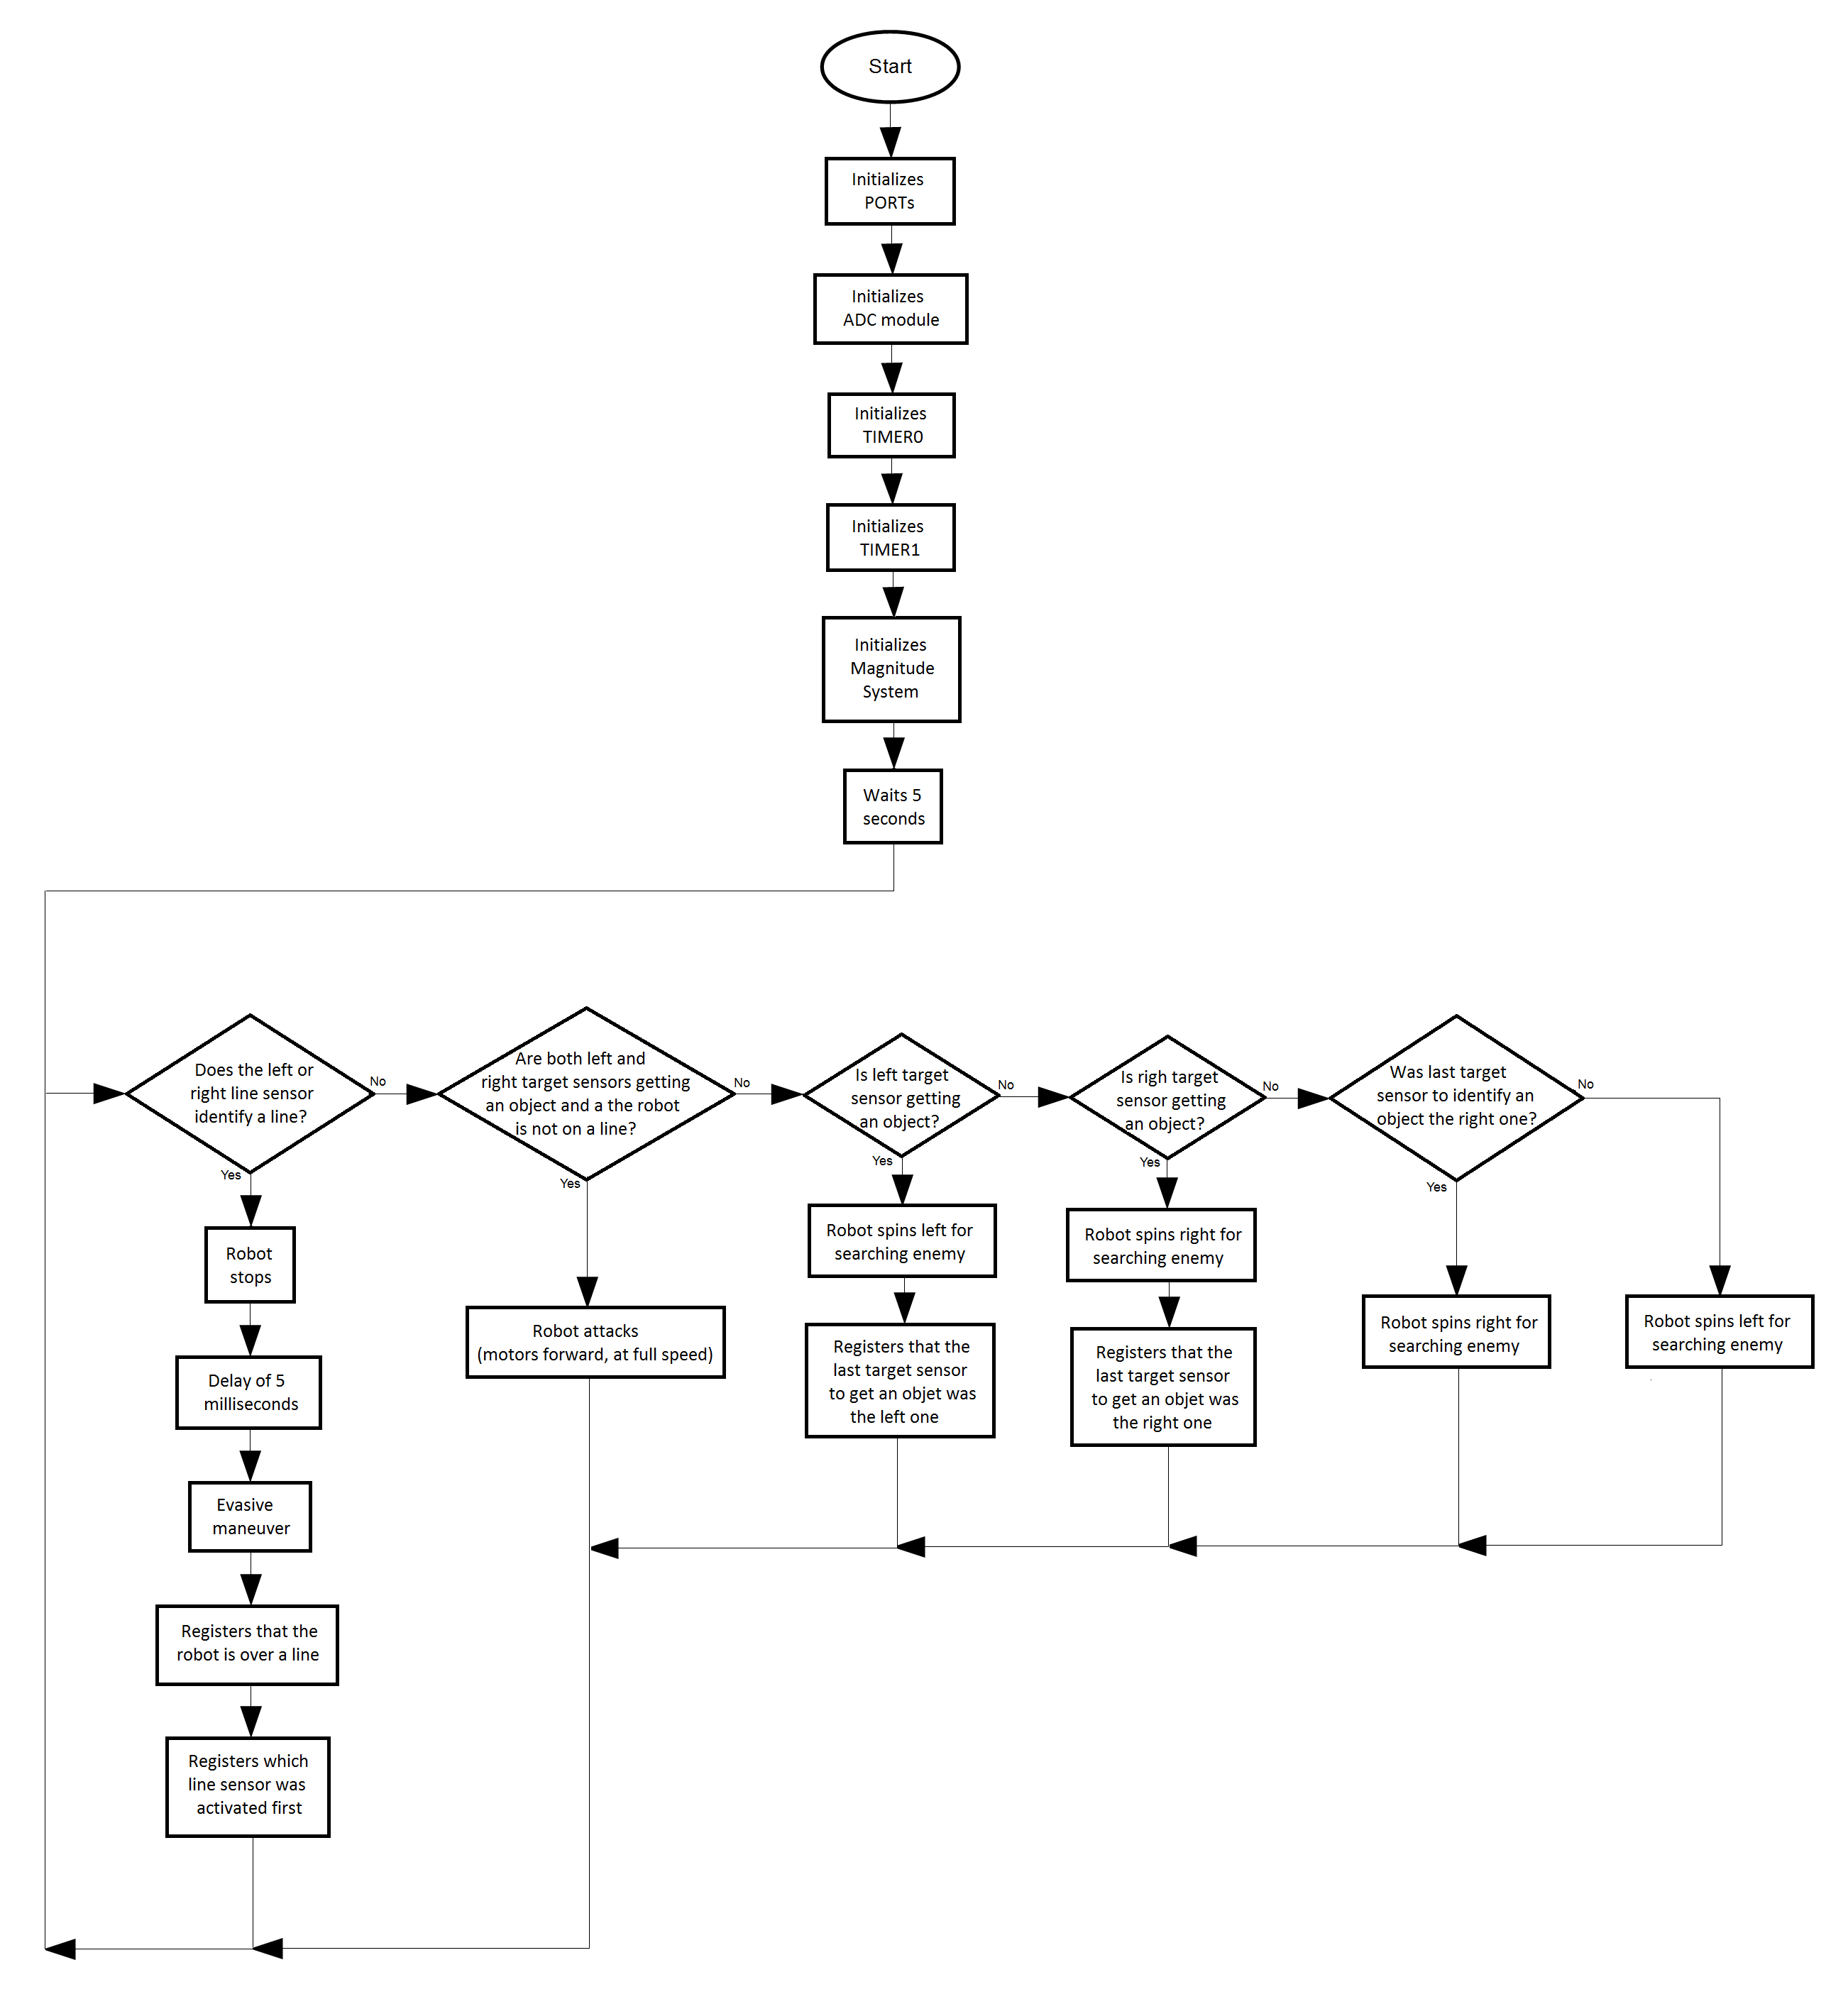 Start
Initializes
PORTs
Initializes
ADC module
Initializes
TIMER0
Initializes
TIMER1
Initializes
Magnitude
System
Waits 5
seconds
Does the left or
right line sensor
identify a line?
No
Yes
Are both left and
right target sensors getting
an object and a the robot
is not on a line?
No
Yes
Is left target
sensor getting
an object?
No
Yes
Is righ target
sensor getting
an object?
No
Yes
Was last target
sensor to identify an
object the right one?
No
Yes
Robot
stops
Delay of 5
milliseconds
Evasive
maneuver
Registers that the
robot is over a line
Registers which
line sensor was
activated first
Robot attacks
(motors forward, at full speed)
Robot spins left for
searching enemy
Registers that the
last target sensor
to get an objet was
the left one
Robot spins right for
searching enemy
Registers that the
last target sensor
to get an objet was
the right one
Robot spins right for
searching enemy
Robot spins left for
searching enemy